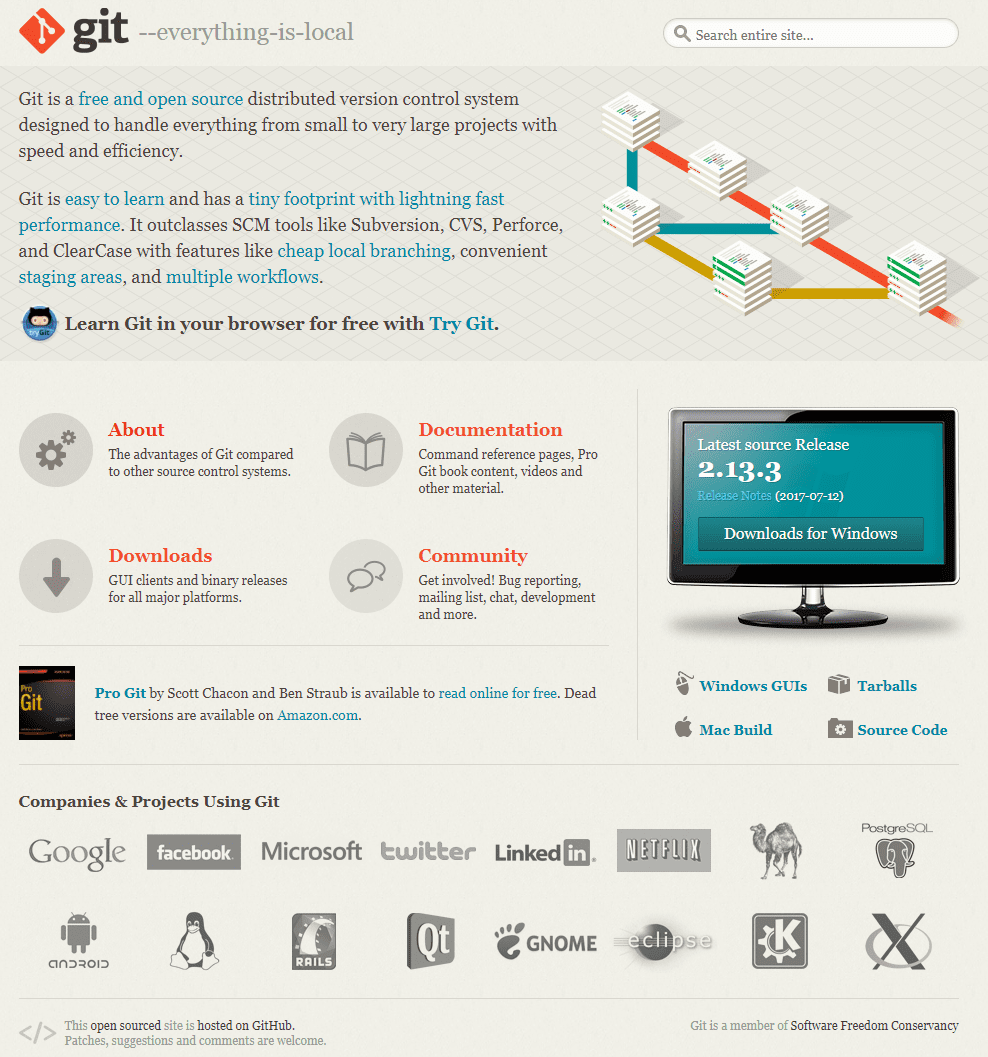 git --everything-is-local
Search entire site...
Git is a free and open source distributed version control system
designed to handle everything from small to very large projects with
speed and efficiency.
Git is easy to learn and has a tiny footprint with lightning fast
performance. It outclasses SCM tools like Subversion, CVS, Perforce,
and ClearCase with features like cheap local branching, convenient
staging areas, and multiple workflows.
Learn Git in your browser for free with Try Git.
About
The advantages of Git compared
to other source control systems.
Documentation
Command reference pages, Pro
Git book content, videos and
other material.
Downloads
GUI clients and binary releases
for all major platforms.
Community
Get involved! Bug reporting,
mailing list, chat, development
and more.
Latest source Release
2.13.3
Release Notes (2017-07-12)
Downloads for Windows
Windows GUIs
Tarballs
Mac Build
Source Code
Pro
Git
Pro Git by Scott Chacon and Ben Straub is available to read online for free. Dead
tree versions are available on Amazon.com.
Companies & Projects Using Git
Google
facebook.
Microsoft
twitter
Linked in.
NETFLIX
PostgreSQL
ANDROID
RAILS
Qt
GNOME
eclipse
K
X
</> This open sourced site is hosted on GitHub.
Patches, suggestions and comments are welcome.
Git is a member of Software Freedom Conservancy